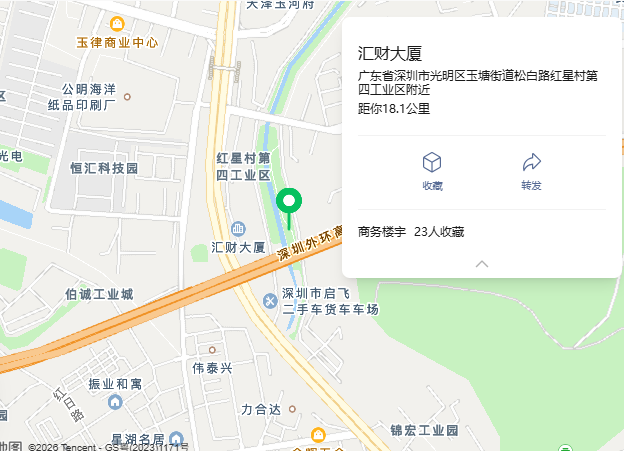 天津玉河府
玉律商业中心
公明海洋
纸品印刷厂
光电
恒汇科技园
红星村第
四工业区
汇财大厦
深圳外环高
伯诚工业城
深圳市启飞
二手车货车车场
伟泰兴
振业和寓
红日路
力合达
星湖名居
锦宏工业园
地图 ©2026 Tencent - GS粤(2023)1171号
汇财大厦
广东省深圳市光明区玉塘街道松白路红星村第
四工业区附近
距你18.1公里
收藏
转发
商务楼宇 23人收藏